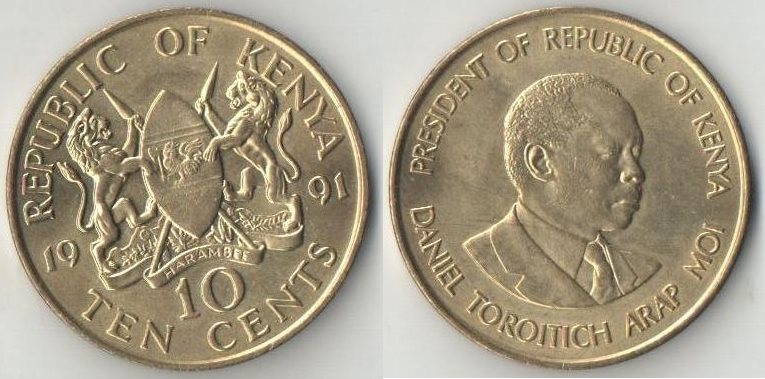 REPUBLIC OF KENYA
19 91
HARAMBEE
10
TEN CENTS
PRESIDENT OF REPUBLIC OF KENYA
DANIEL TOROITICH ARAP MOI